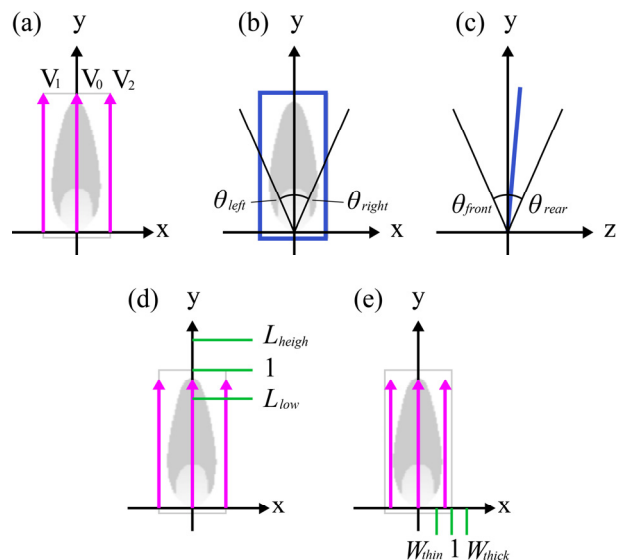 (a) y (b) y (c) y
V₁ V₀ V₂
θleft θright θfront θrear
x x z
(d) y (e) y
Lheigh
1
Llow
x x
Wthin 1 Wthick